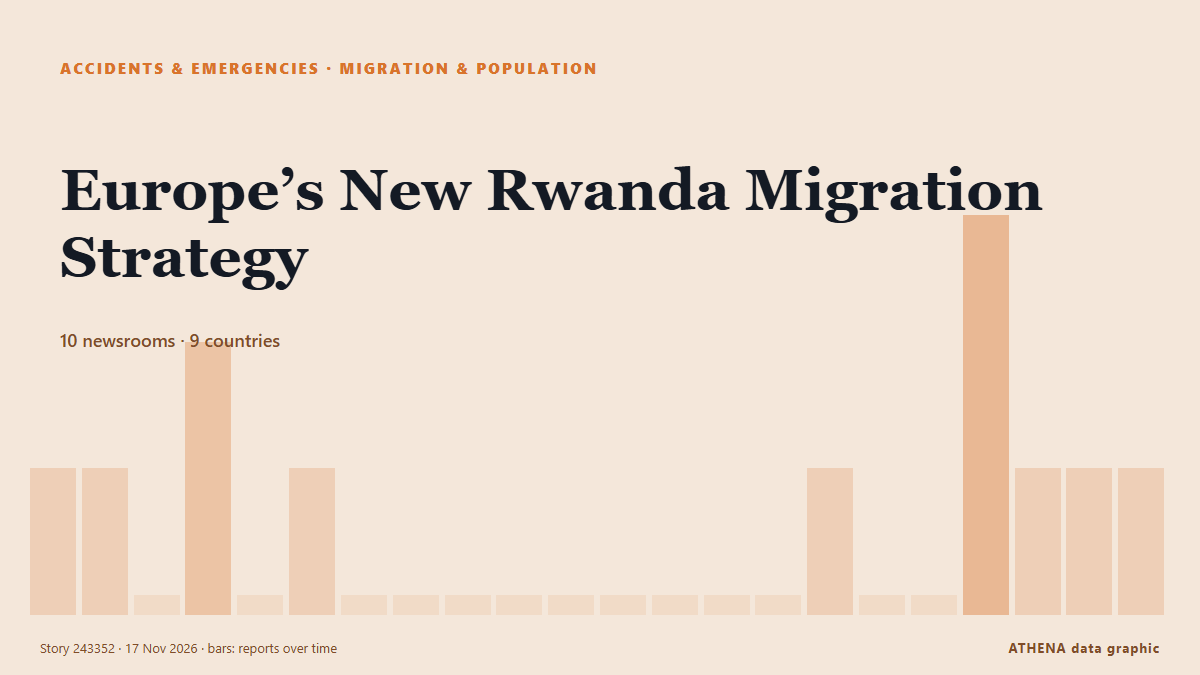 ACCIDENTS & EMERGENCIES · MIGRATION & POPULATION
Europe’s New Rwanda Migration
Strategy
10 newsrooms · 9 countries
Story 243352 · 17 Nov 2026 · bars: reports over time
ATHENA data graphic